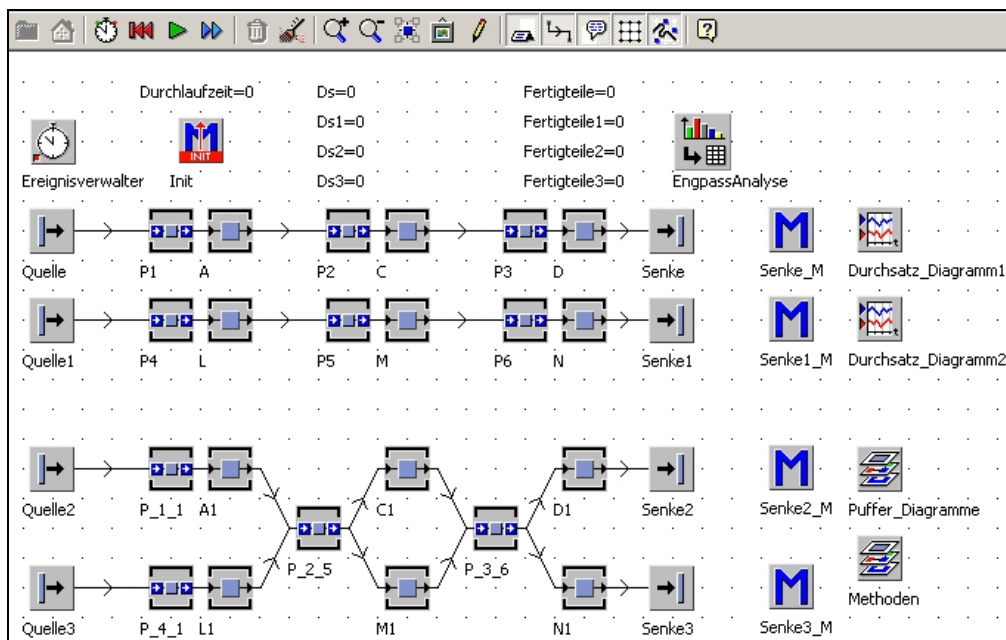 Durchlaufzeit=0 Ds=0 Fertigteile=0
Ds1=0 Fertigteile1=0
INIT
Ds2=0 Fertigteile2=0
Ereignisverwalter Init Ds3=0 Fertigteile3=0 EngpassAnalyse
Quelle P1 A P2 C P3 D Senke Senke_M Durchsatz_Diagramm1
Quelle1 P4 L P5 M P6 N Senke1 Senke1_M Durchsatz_Diagramm2
Quelle2 P_1_1 A1 C1 D1 Senke2 Senke2_M Puffer_Diagramme
P_2_5 P_3_6
Methoden
Quelle3 P_4_1 L1 M1 N1 Senke3 Senke3_M